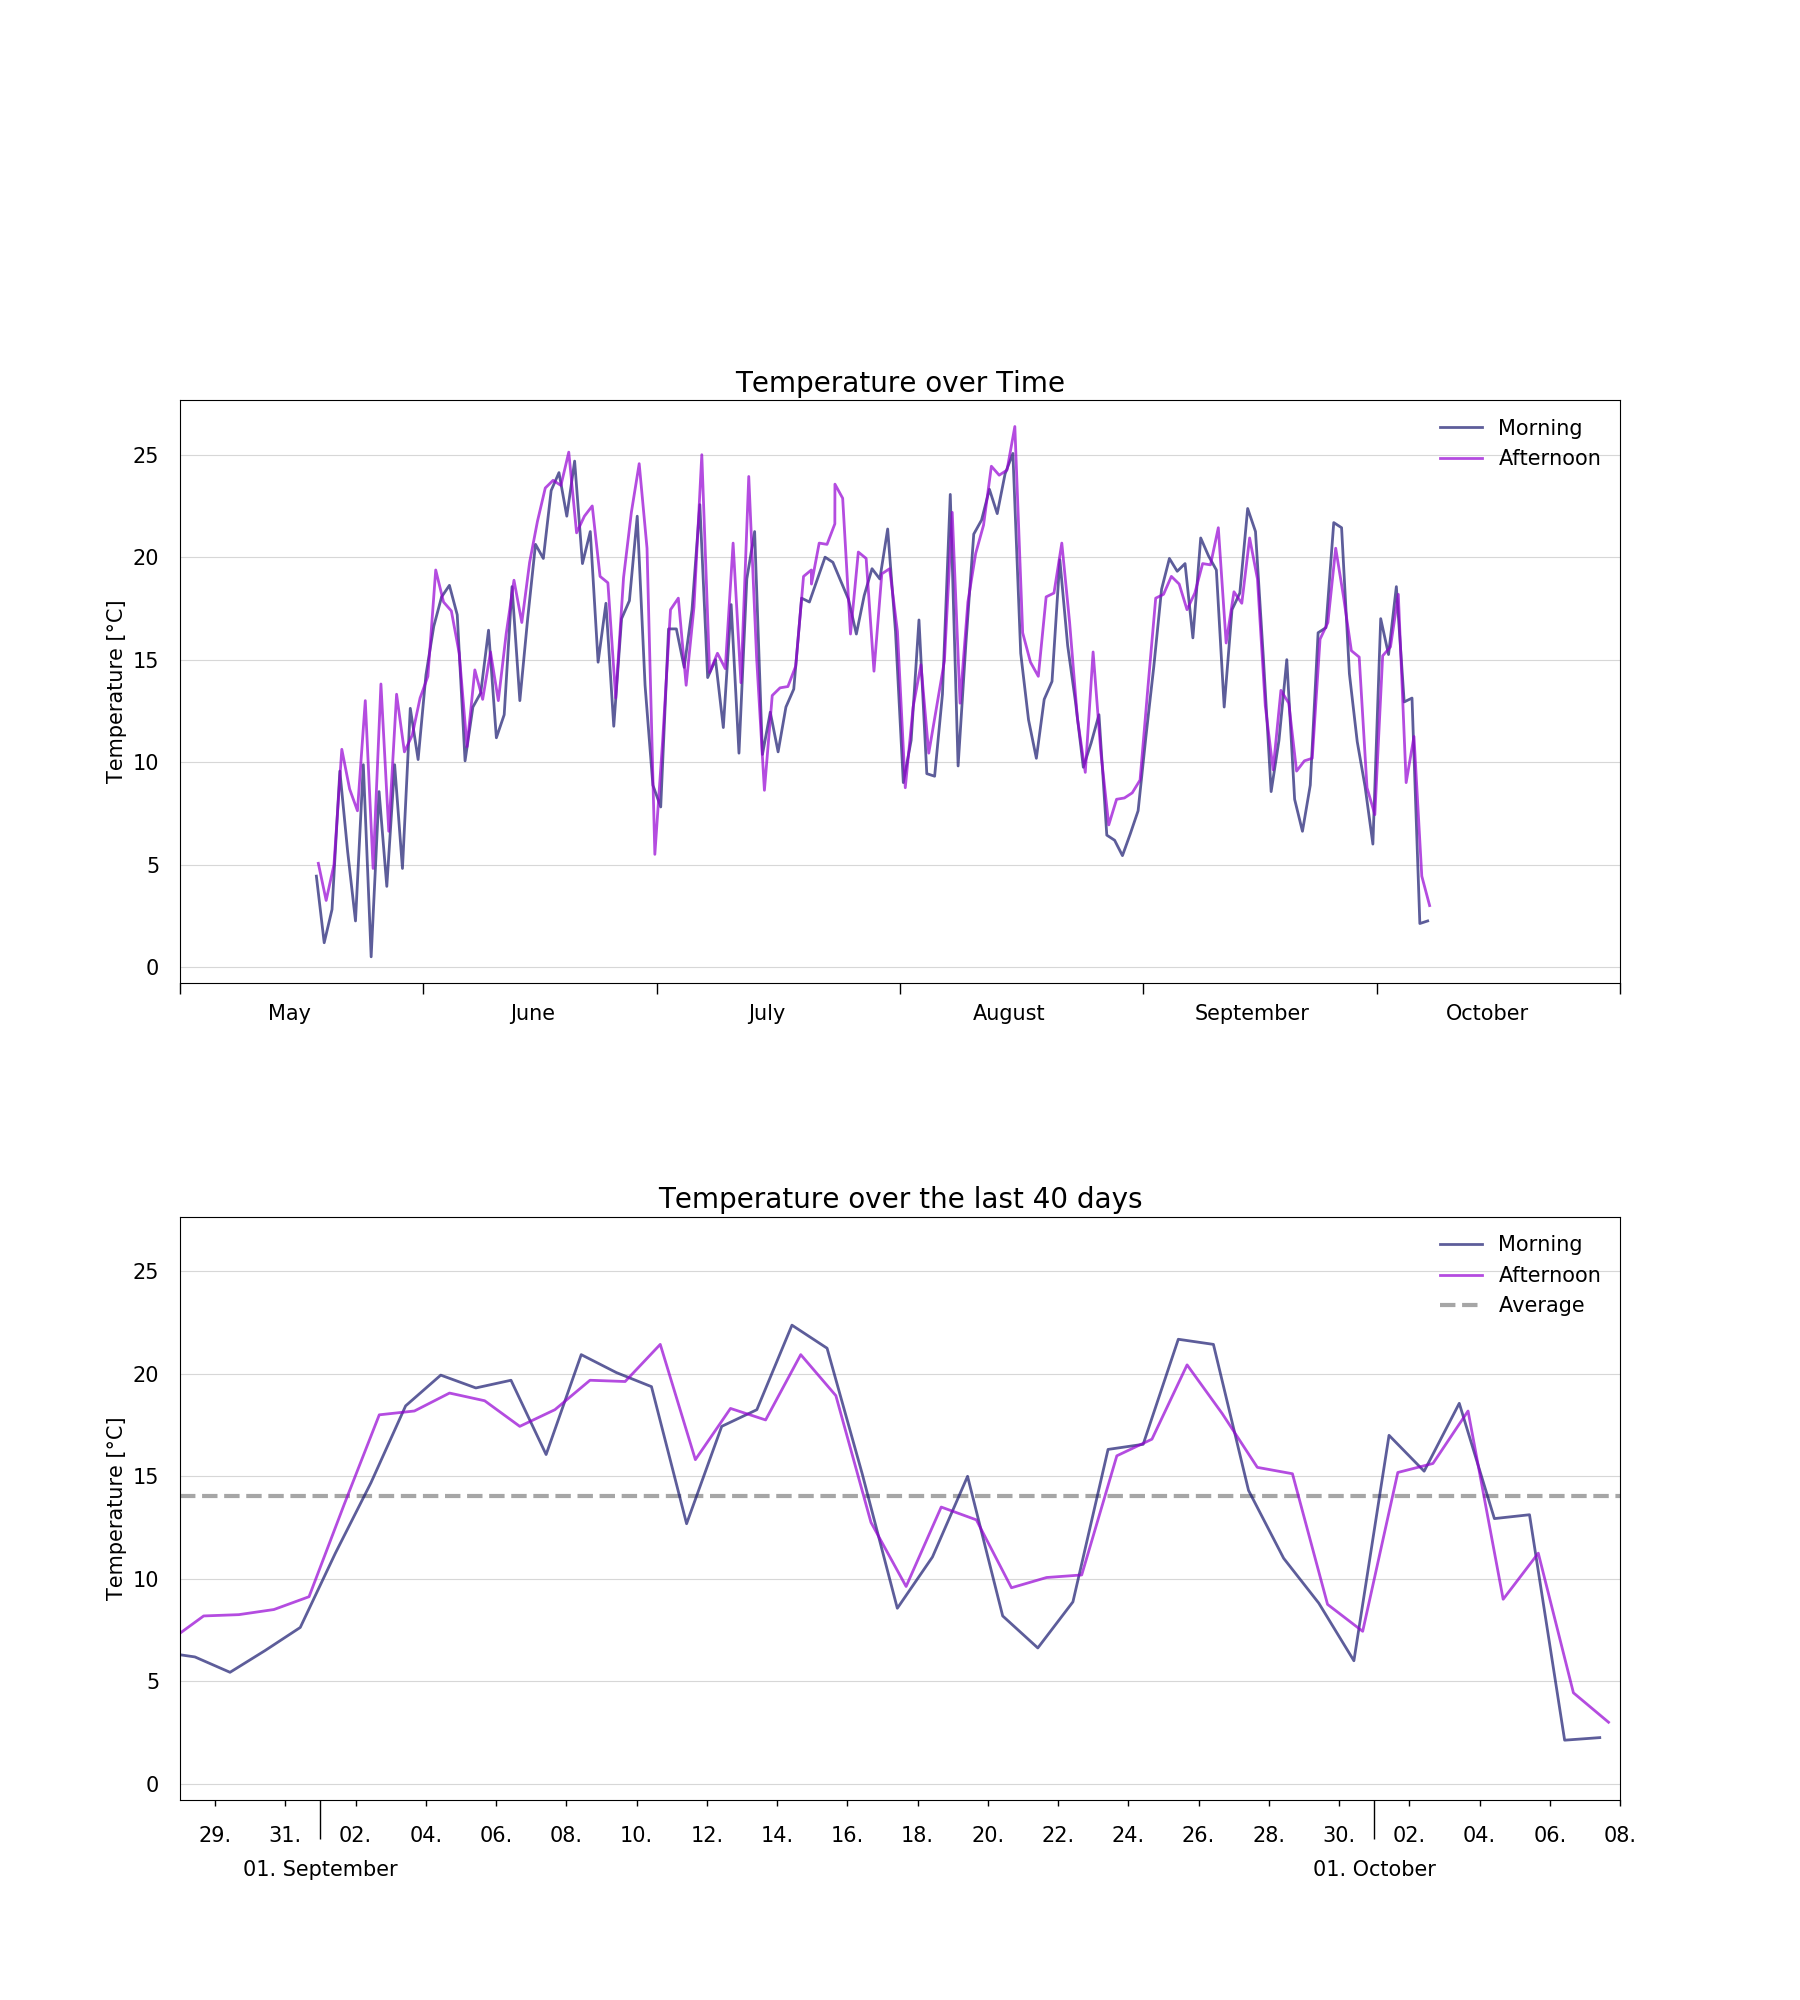 Temperature over Time
Morning
Afternoon
25
20
15
10
5
0
Temperature [°C]
May June July August September October
Temperature over the last 40 days
Morning
Afternoon
Average
25
20
15
10
5
0
Temperature [°C]
29. 31. 02. 04. 06. 08. 10. 12. 14. 16. 18. 20. 22. 24. 26. 28. 30. 02. 04. 06. 08.
01. September 01. October